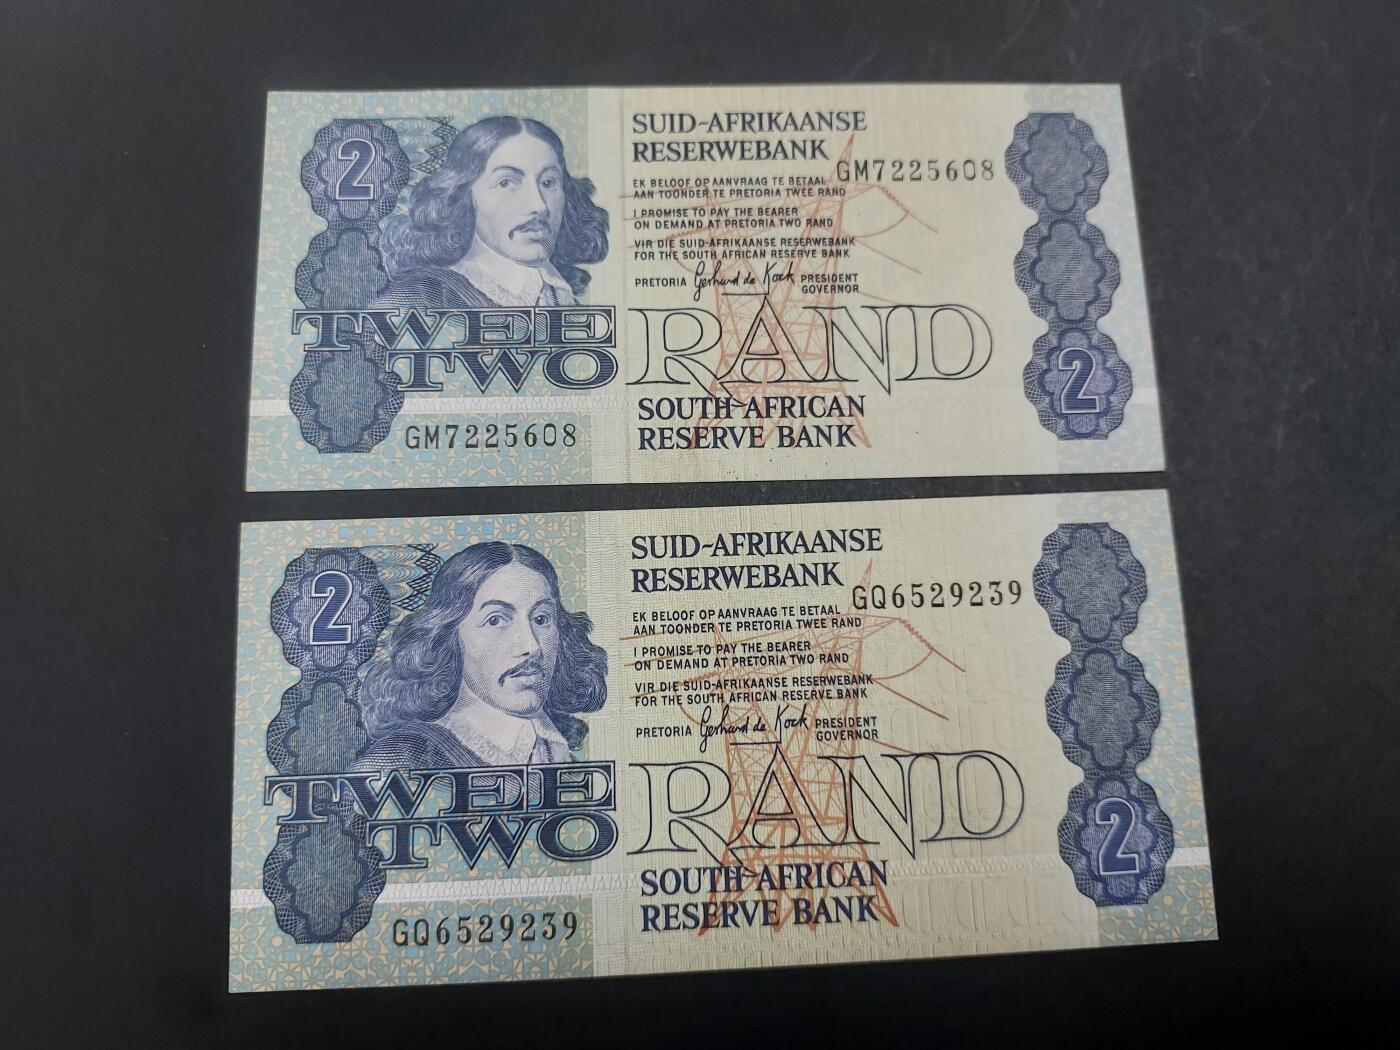 2
SUID-AFRIKAANSE
RESERWEBANK
GM7225608
EK BELOOF OP AANVRAAG TE BETAAL
AAN TOONDER TE PRETORIA TWEE RAND
I PROMISE TO PAY THE BEARER
ON DEMAND AT PRETORIA TWO RAND
VIR DIE SUID-AFRIKAANSE RESERWEBANK
FOR THE SOUTH AFRICAN RESERVE BANK
PRETORIA Gerhard de Kock PRESIDENT
GOVERNOR
TWEE
TWO
RAND
2
SOUTH-AFRICAN
RESERVE BANK
GM7225608
2
SUID-AFRIKAANSE
RESERWEBANK
GQ6529239
EK BELOOF OP AANVRAAG TE BETAAL
AAN TOONDER TE PRETORIA TWEE RAND
I PROMISE TO PAY THE BEARER
ON DEMAND AT PRETORIA TWO RAND
VIR DIE SUID-AFRIKAANSE RESERWEBANK
FOR THE SOUTH AFRICAN RESERVE BANK
PRETORIA Gerhard de Kock PRESIDENT
GOVERNOR
TWEE
TWO
RAND
2
SOUTH-AFRICAN
RESERVE BANK
GQ6529239